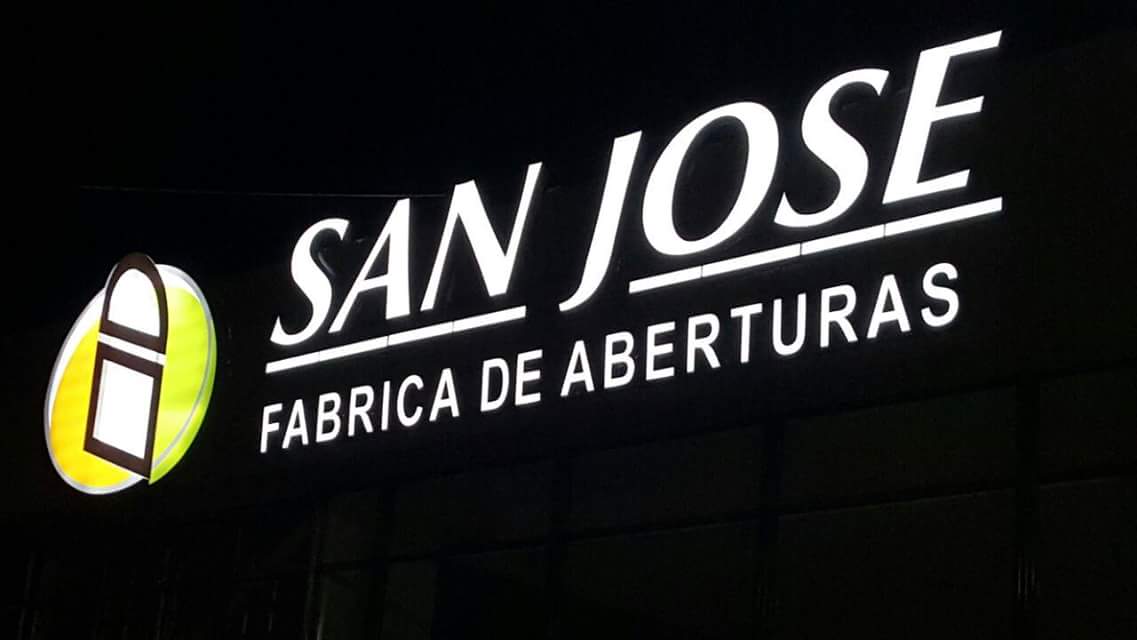 SAN JOSE
FABRICA DE ABERTURAS